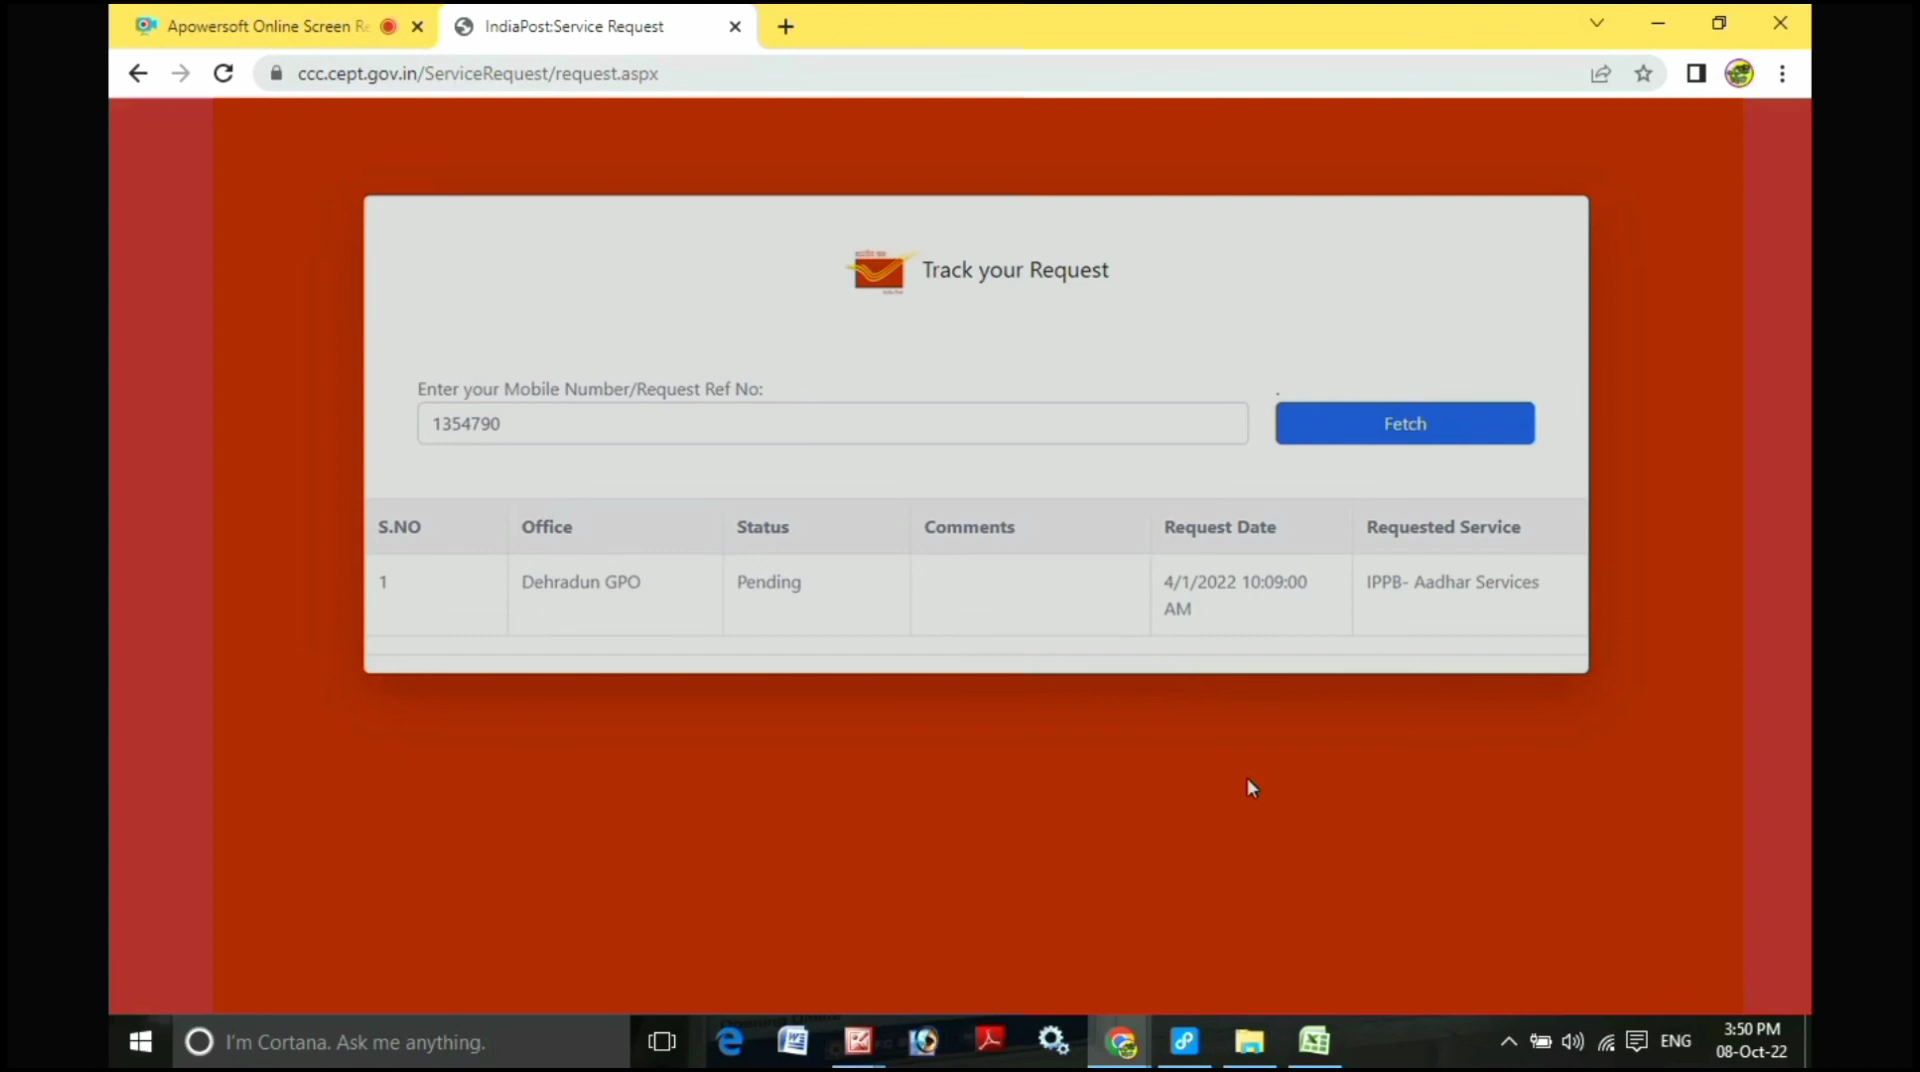 Apowersoft Online Screen Re
IndiaPost:Service Request
ccc.cept.gov.in/ServiceRequest/request.aspx
Track your Request
Enter your Mobile Number/Request Ref No:
.
1354790
Fetch
S.NO Office Status Comments Request Date Requested Service
1 Dehradun GPO Pending 4/1/2022 10:09:00 AM IPPB- Aadhar Services
I'm Cortana. Ask me anything.
ENG
3:50 PM
08-Oct-22